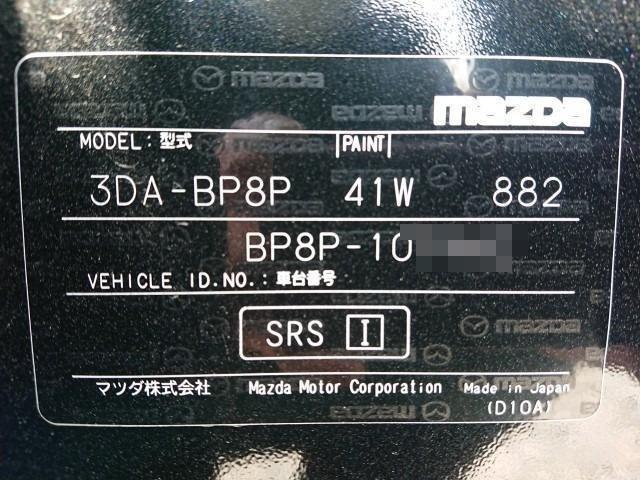 mazda
MODEL: 型式 PAINT
3DA-BP8P 41W 882
BP8P-10
VEHICLE ID.NO.: 車台番号
SRS I
マツダ株式会社 Mazda Motor Corporation Made in Japan
(D10A)